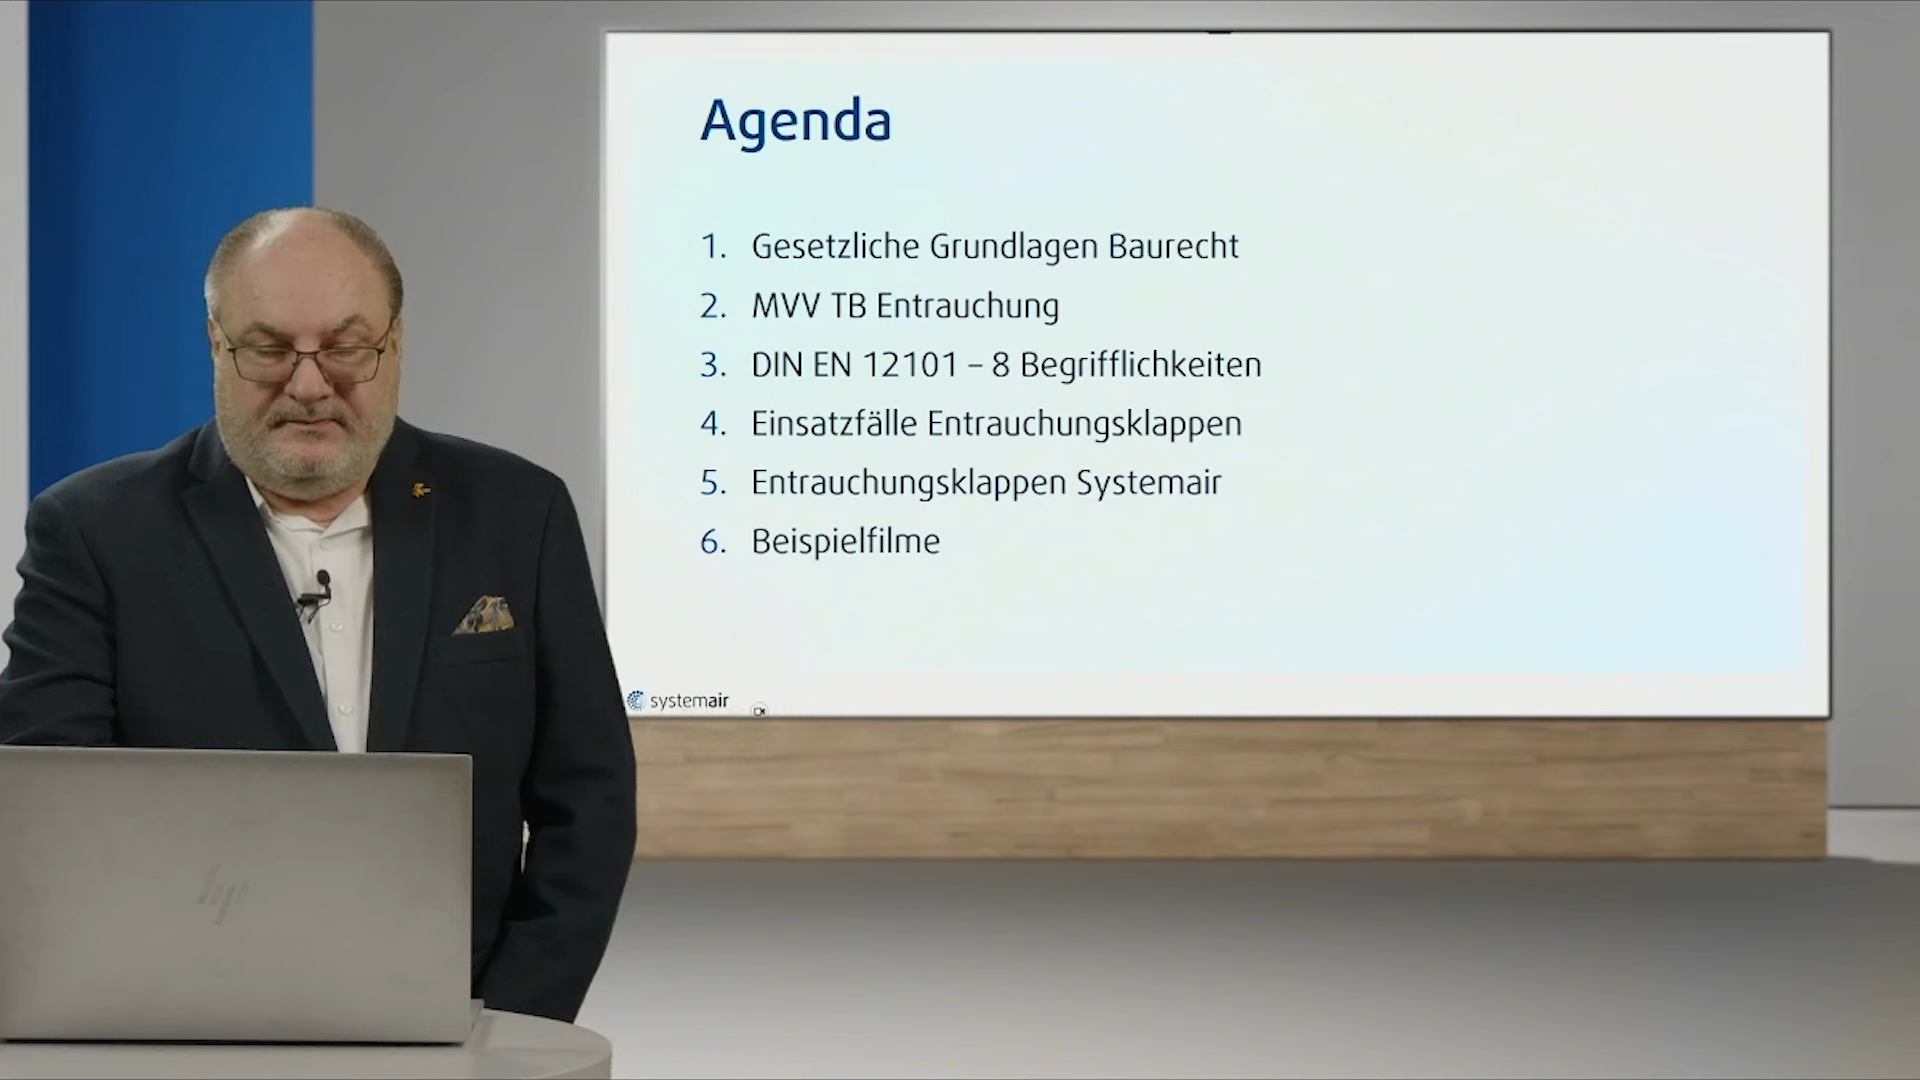 Agenda
1. Gesetzliche Grundlagen Baurecht
2. MVV TB Entrauchung
3. DIN EN 12101 – 8 Begrifflichkeiten
4. Einsatzfälle Entrauchungsklappen
5. Entrauchungsklappen Systemair
6. Beispielfilme
systemair